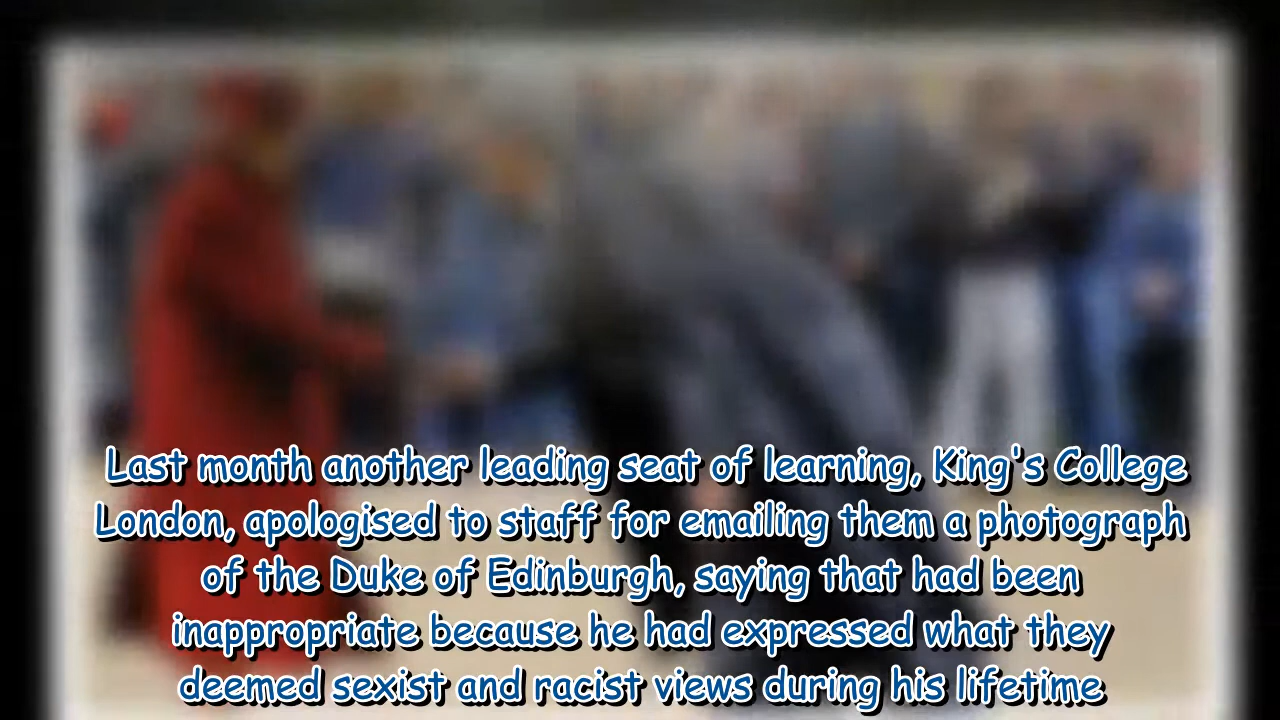 Last month another leading seat of learning, King's College
London, apologised to staff for emailing them a photograph
of the Duke of Edinburgh, saying that had been
inappropriate because he had expressed what they
deemed sexist and racist views during his lifetime